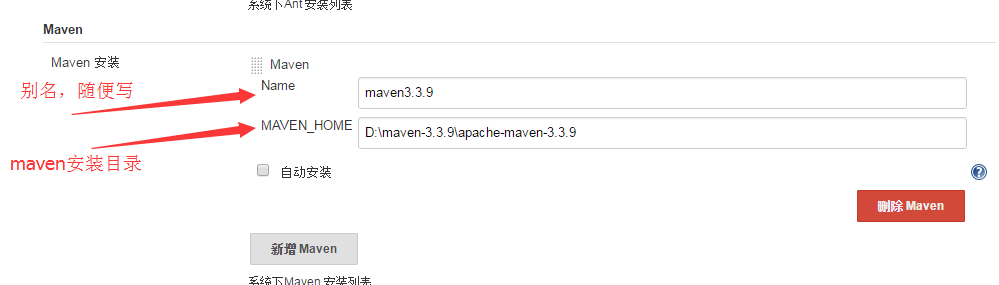 系统下Ant 安装列表
Maven
Maven 安装
Maven
别名，随便写
Name
maven3.3.9
MAVEN_HOME
D:\maven-3.3.9\apache-maven-3.3.9
maven安装目录
自动安装
?
删除 Maven
新增 Maven
系统下Maven 安装列表